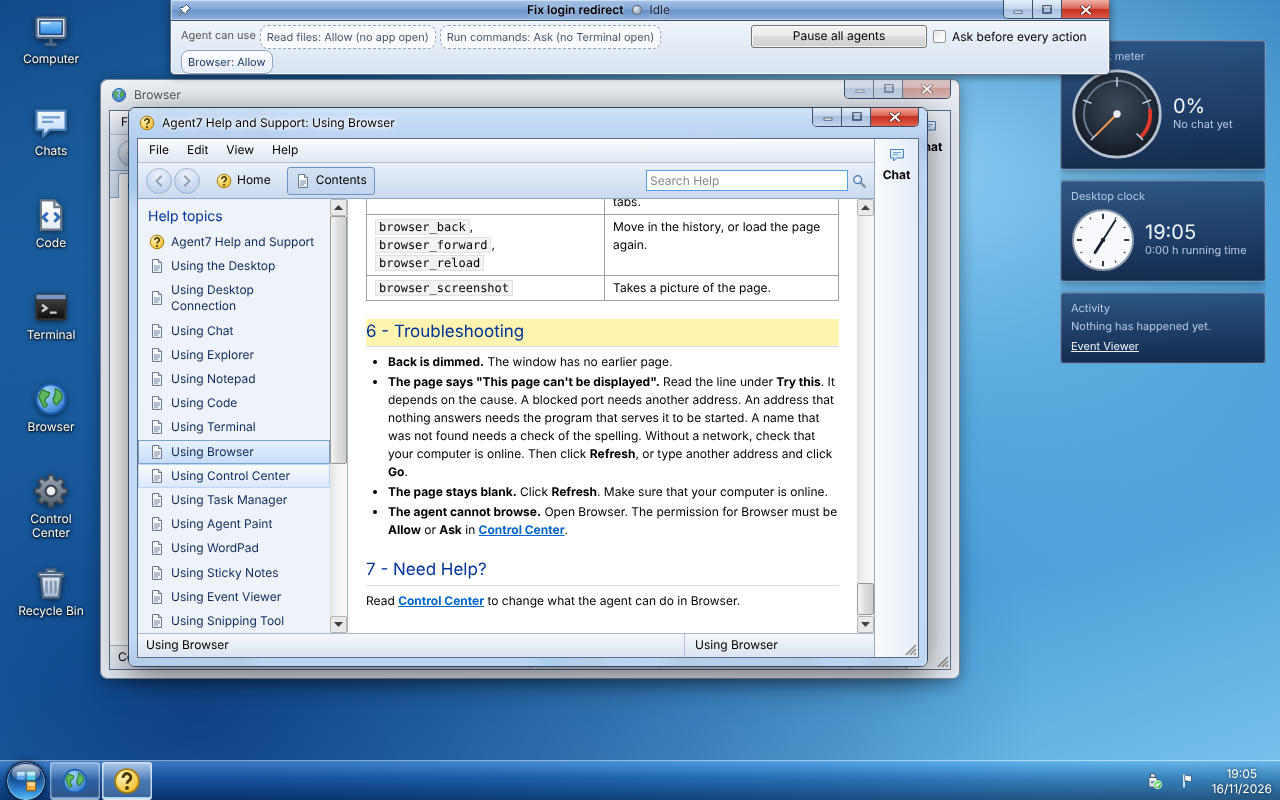 Fix login redirect Idle
Agent can use Read files: Allow (no app open) Run commands: Ask (no Terminal open)
Browser: Allow
Pause all agents Ask before every action
Computer
Chats
Code
Terminal
Browser
Control
Center
Recycle Bin
Browser
Agent7 Help and Support: Using Browser
File Edit View Help
Home Contents Search Help
Chat
Help topics
Agent7 Help and Support
Using the Desktop
Using Desktop
Connection
Using Chat
Using Explorer
Using Notepad
Using Code
Using Terminal
Using Browser
Using Control Center
Using Task Manager
Using Agent Paint
Using WordPad
Using Sticky Notes
Using Event Viewer
Using Snipping Tool
tabs.
browser_back,
browser_forward,
browser_reload
Move in the history, or load the page
again.
browser_screenshot Takes a picture of the page.
6 - Troubleshooting
Back is dimmed. The window has no earlier page.
The page says "This page can't be displayed". Read the line under Try this. It
depends on the cause. A blocked port needs another address. An address that
nothing answers needs the program that serves it to be started. A name that
was not found needs a check of the spelling. Without a network, check that
your computer is online. Then click Refresh, or type another address and click
Go.
The page stays blank. Click Refresh. Make sure that your computer is online.
The agent cannot browse. Open Browser. The permission for Browser must be
Allow or Ask in Control Center.
7 - Need Help?
Read Control Center to change what the agent can do in Browser.
Using Browser Using Browser
meter
0%
No chat yet
Desktop clock
19:05
0:00 h running time
Activity
Nothing has happened yet.
Event Viewer
19:05
16/11/2026